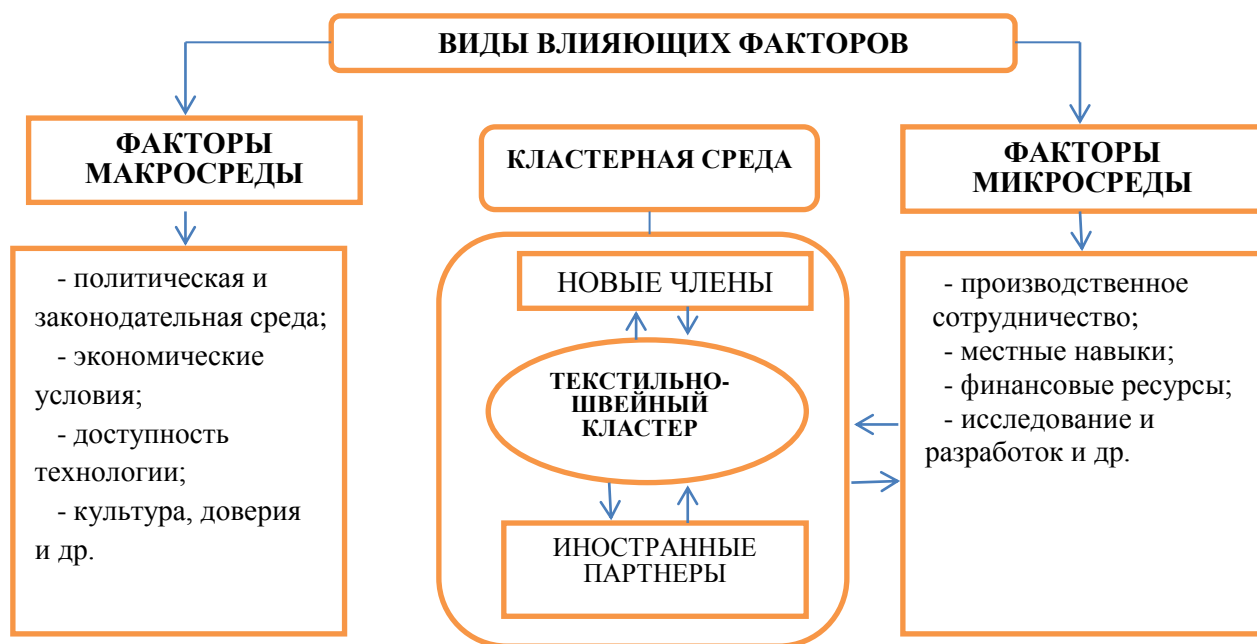 ВИДЫ ВЛИЯЮЩИХ ФАКТОРОВ
ФАКТОРЫ
МАКРОСРЕДЫ
- политическая и
законодательная среда;
- экономические
условия;
- доступность
технологии;
- культура, доверия
и др.
КЛАСТЕРНАЯ СРЕДА
НОВЫЕ ЧЛЕНЫ
ТЕКСТИЛЬНО-
ШВЕЙНЫЙ
КЛАСТЕР
ИНОСТРАННЫЕ
ПАРТНЕРЫ
ФАКТОРЫ
МИКРОСРЕДЫ
- производственное
сотрудничество;
- местные навыки;
- финансовые ресурсы;
- исследование и
разработок и др.